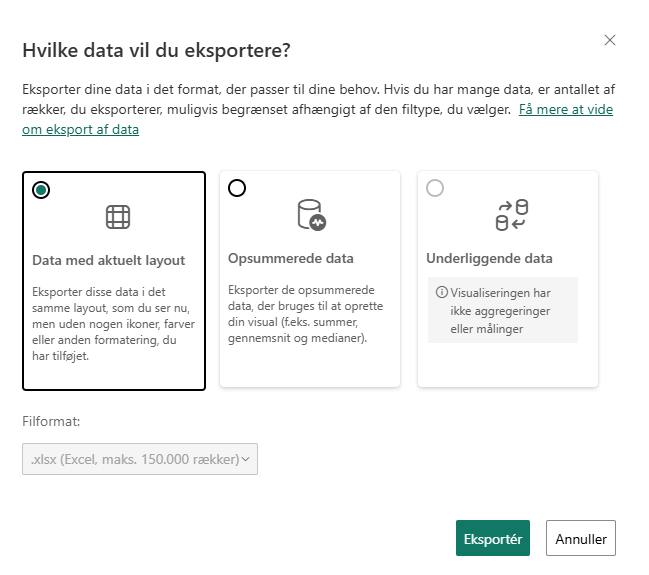 Hvilke data vil du eksportere?
Eksporter dine data i det format, der passer til dine behov. Hvis du har mange data, er antallet af
rækker, du eksporterer, muligvis begrænset afhængigt af den filtype, du vælger. Få mere at vide
om eksport af data
Data med aktuelt layout
Eksporter disse data i det
samme layout, som du ser nu,
men uden nogen ikoner, farver
eller anden formatering, du
har tilføjet.
Opsummerede data
Eksporter de opsummerede
data, der bruges til at oprette
din visual (f.eks. summer,
gennemsnit og medianer).
Underliggende data
Visualiseringen har
ikke aggregeringer
eller målinger
Filformat:
.xlsx (Excel, maks. 150.000 rækker)
Eksportér
Annuller